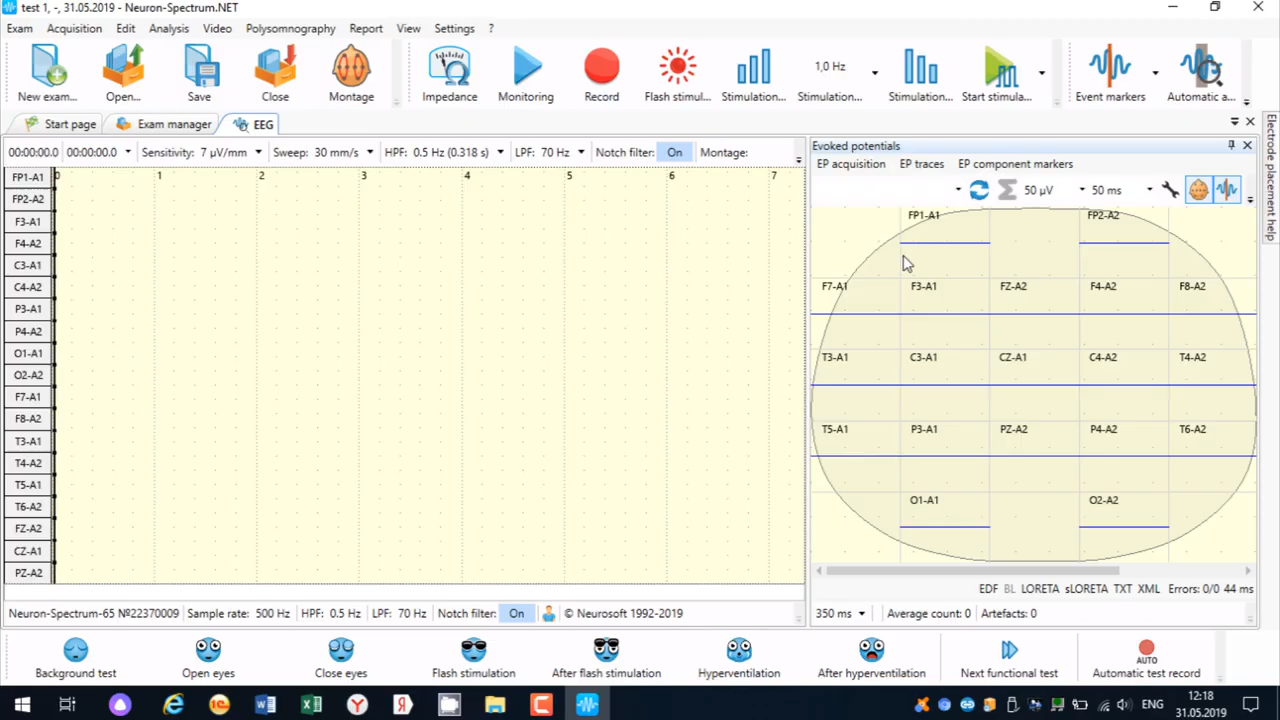 test 1, -, 31.05.2019 - Neuron-Spectrum.NET
Exam Acquisition Edit Analysis Video Polysomnography Report View Settings ?
New exam... Open... Save Close Montage Impedance Monitoring Record Flash stimul... Stimulation... 1,0 Hz Stimulation... Stimulation... Start stimula... Event markers Automatic a...
Start page Exam manager EEG
00:00:00.0 00:00:00.0 Sensitivity: 7 µV/mm Sweep: 30 mm/s HPF: 0.5 Hz (0.318 s) LPF: 70 Hz Notch filter: On Montage:
0 1 2 3 4 5 6 7
FP1-A1
FP2-A2
F3-A1
F4-A2
C3-A1
C4-A2
P3-A1
P4-A2
O1-A1
O2-A2
F7-A1
F8-A2
T3-A1
T4-A2
T5-A1
T6-A2
FZ-A2
CZ-A1
PZ-A2
Neuron-Spectrum-65 №22370009 Sample rate: 500 Hz HPF: 0.5 Hz LPF: 70 Hz Notch filter: On © Neurosoft 1992-2019
Evoked potentials
EP acquisition EP traces EP component markers
50 µV 50 ms
FP1-A1 FP2-A2
F7-A1 F3-A1 FZ-A2 F4-A2 F8-A2
T3-A1 C3-A1 CZ-A1 C4-A2 T4-A2
T5-A1 P3-A1 PZ-A2 P4-A2 T6-A2
O1-A1 O2-A2
EDF BL LORETA sLORETA TXT XML Errors: 0/0 44 ms
350 ms Average count: 0 Artefacts: 0
Electrode placement help
AUTO
Background test Open eyes Close eyes Flash stimulation After flash stimulation Hyperventilation After hyperventilation Next functional test Automatic test record
ENG
12:18
31.05.2019